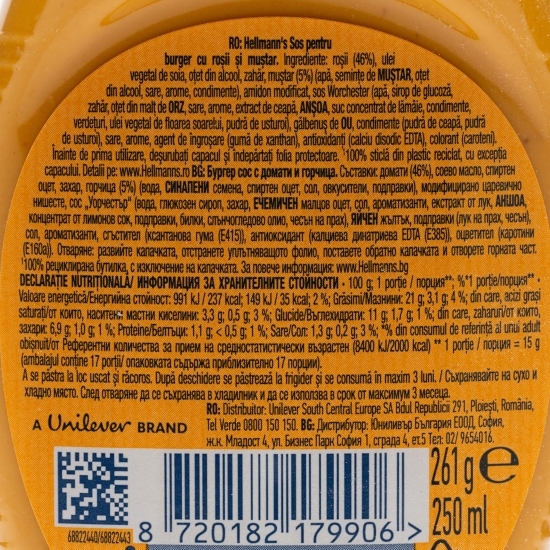 RO: Hellmann's Sos pentru
burger cu roșii și muștar. Ingrediente: roșii (46%), ulei
vegetal de soia, oțet din alcool, zahăr, muștar (5%) (apă, semințe de MUȘTAR, oțet
din alcool, sare, arome, condimente), amidon modificat, sos Worchester (apă, sirop de glucoză,
zahăr, oțet din malt de ORZ, sare, arome, extract de ceapă, ANȘOA, suc concentrat de lămâie, condimente,
verdețuri, ulei vegetal de floarea soarelui, pudră de usturoi), gălbenuș de OU, condimente (pudră de ceapă, pudră
de usturoi), sare, arome, agent de îngroșare (gumă de xanthan), antioxidanți (calciu disodic EDTA), colorant (caroten).
Înainte de prima utilizare, deșurubați capacul și îndepărtați folia protectoare. ¹100% sticlă din plastic reciclat, cu excepția
capacului. Detalii pe: www.Hellmanns.ro BG: Бургер сос с домати и горчица. Съставки: домати (46%), соево масло, спиртен
оцет, захар, горчица (5%) (вода, СИНАПЕНИ семена, спиртен оцет, сол, овкусители, подправки), модифицирано царевично
нишесте, сос „Уорчестър“ (вода, глюкозен сироп, захар, ЕЧЕМИЧЕН малцов оцет, сол, ароматизанти, екстракт от лук, АНШОА,
концентрат от лимонов сок, подправки, билки, слънчогледово олио, чесън на прах), ЯЙЧЕН жълтък, подправки (лук на прах, чесън),
сол, ароматизанти, сгъстител (ксантанова гума (E415)), антиоксидант (калциева динатриева EDTA (E385)), оцветител (каротини
(E160a)). Отваряне: развийте капачката, отстранете уплътняващото фолио, поставете обратно капачката и отворете горната част.
¹100% рециклирана бутилка, с изключение на капачката. За повече информация: www.Hellmanns.bg
DECLARAȚIE NUTRIȚIONALĂ/ ИНФОРМАЦИЯ ЗА ХРАНИТЕЛНИТЕ СТОЙНОСТИ - 100 g; 1 porție / порция**; %*1 porție/порция**: -
Valoare energetică/Енергийна стойност: 991 kJ / 237 kcal; 149 kJ / 35 kcal; 2 %; Grăsimi/Мазнини: 21 g; 3,1 g; 4 %; din care, acizi grași
saturați/от които, наситени мастни киселини: 3,3 g; 0,5 g; 3 %; Glucide/Въглехидрати: 11 g; 1,7 g; 1 %; din care, zaharuri/от които,
захари: 6,9 g; 1,0 g; 1 %; Proteine/Белтъци: 1,1 g; < 0,5 g; 1 %; Sare/Сол: 1,3 g; 0,2 g; 3 %. *% din consumul de referință al unui adult
obișnuit/от Референтни количества за прием на средностатистически възрастен (8400 kJ/2000 kcal) ** 1 porție / порция = 15 g
(ambalajul conține 17 porții/ опаковката съдържа приблизително 17 порции).
A se păstra la loc uscat și răcoros. După deschidere se păstrează la frigider și se consumă în maxim 3 luni. / Съхранявайте на сухо и
хладно място. След отваряне да се съхранява в хладилник и да се използва в срок от максимум 3 месеца.
RO: Distribuitor: Unilever South Central Europe SA Bdul Republicii 291, Ploiești, România,
Tel Verde 0800 150 150. BG: Дистрибутор: ЮНИЛИВЪР БЪЛГАРИЯ ЕООД, София,
ж.к. Младост 4, ул. Бизнес Парк София 1, сграда 4, ет.5 Тел: 02/ 9654016.
A Unilever BRAND
261 g e
250 ml
68822440/68822443
8 720182 179906 >